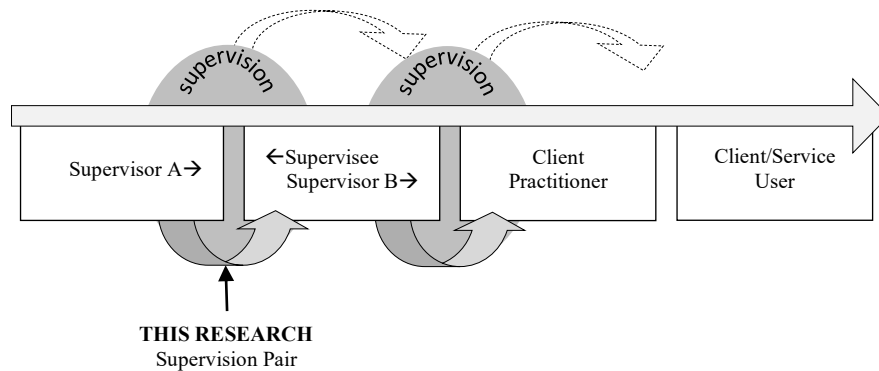 supervision
supervision
Supervisor A→
←Supervisee
Supervisor B→
Client
Practitioner
Client/Service
User
THIS RESEARCH
Supervision Pair